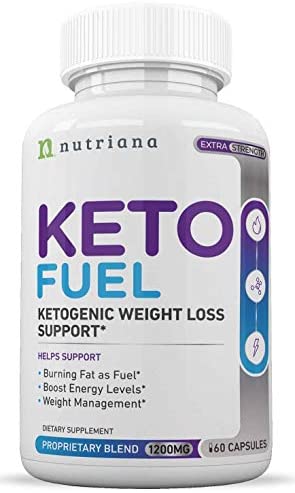 nutriana
EXTRA STRENGTH
KETO
FUEL
KETOGENIC WEIGHT LOSS
SUPPORT*
HELPS SUPPORT
• Burning Fat as Fuel*
• Boost Energy Levels*
• Weight Management*
DIETARY SUPPLEMENT
PROPRIETARY BLEND 1200MG 60 CAPSULES